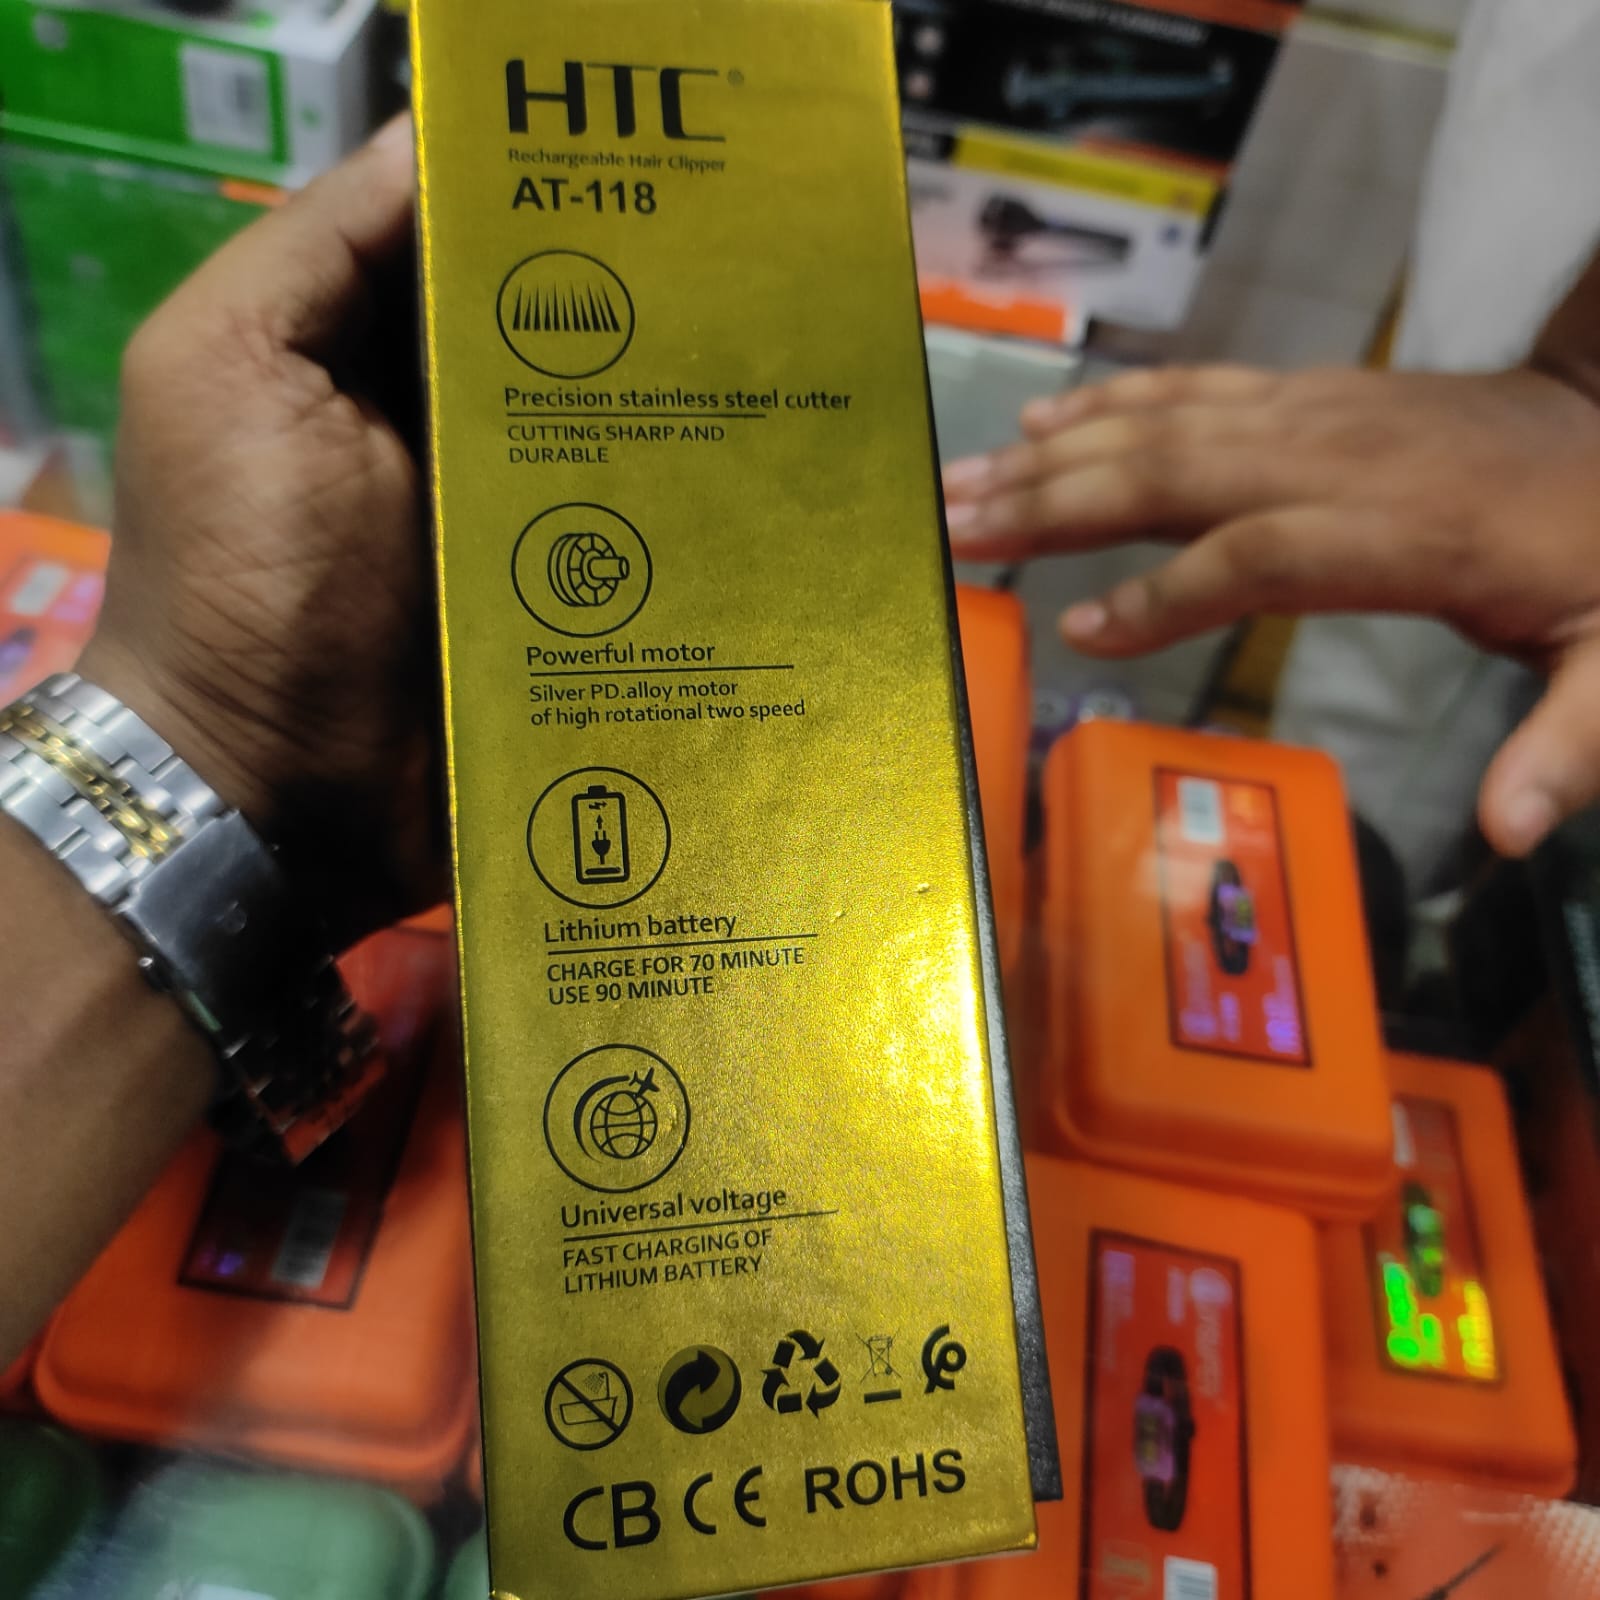 HTC®
Rechargeable Hair Clipper
AT-118
Precision stainless steel cutter
CUTTING SHARP AND
DURABLE
Powerful motor
Silver PD.alloy motor
of high rotational two speed
Lithium battery
CHARGE FOR 70 MINUTE
USE 90 MINUTE
Universal voltage
FAST CHARGING OF
LITHIUM BATTERY
CB CE ROHS